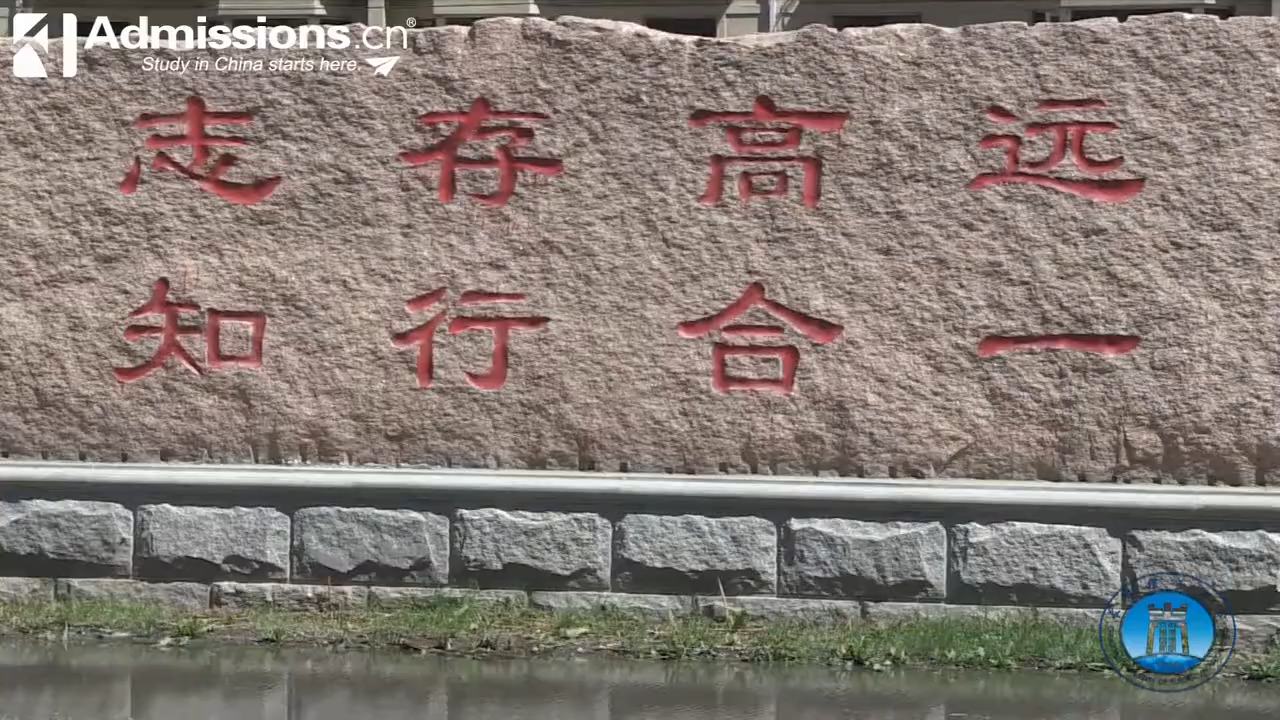 Admissions.cn®
Study in China starts here.
志存高远
知行合一